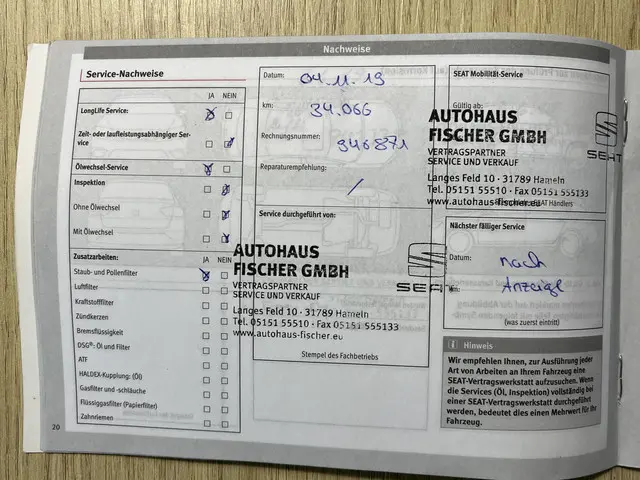 Nachweise
Service-Nachweise
JA NEIN
LongLife Service:
Zeit- oder laufleistungsabhängiger Ser-
vice
Ölwechsel-Service
Inspektion
Ohne Ölwechsel
Mit Ölwechsel
Zusatzarbeiten:
JA NEIN
Staub- und Pollenfilter
Luftfilter
Kraftstofffilter
Zündkerzen
Bremsflüssigkeit
DSG®: Öl und Filter
ATF
HALDEX-Kupplung: (Öl)
Gasfilter und -schläuche
Flüssiggasfilter (Papierfilter)
Zahnriemen
20
Datum: 04.11.19
km: 34.066
Rechnungsnummer:
346871
Reparaturempfehlung:
/
Service durchgeführt von:
AUTOHAUS
FISCHER GMBH
VERTRAGSPARTNER
SERVICE UND VERKAUF
SEAT
Langes Feld 10 · 31789 Hameln
Tel. 05151 55510 · Fax 05151 555133
www.autohaus-fischer.eu
Stempel des Fachbetriebs
SEAT Mobilität-Service
Gültig ab:
AUTOHAUS
FISCHER GMBH
VERTRAGSPARTNER
SERVICE UND VERKAUF
SEAT
Langes Feld 10 · 31789 Hameln
Tel. 05151 55510 · Fax 05151 555133
www.autohaus-fischer.eu
SEAT Händlers
Nächster fälliger Service
Datum: nach
Anzeige
(was zuerst eintritt)
i Hinweis
Wir empfehlen Ihnen, zur Ausführung jeder
Art von Arbeiten an Ihrem Fahrzeug eine
SEAT-Vertragswerkstatt aufzusuchen. Wenn
die Services (Öl, Inspektion) vollständig bei
einer SEAT-Vertragswerkstatt durchgeführt
werden, bedeutet dies einen Mehrwert für Ihr
Fahrzeug.